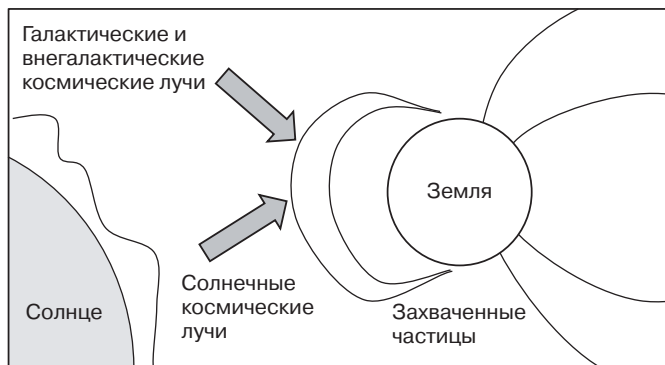 Галактические и
внегалактические
космические лучи
Земля
Солнечные
космические
лучи
Солнце
Захваченные
частицы